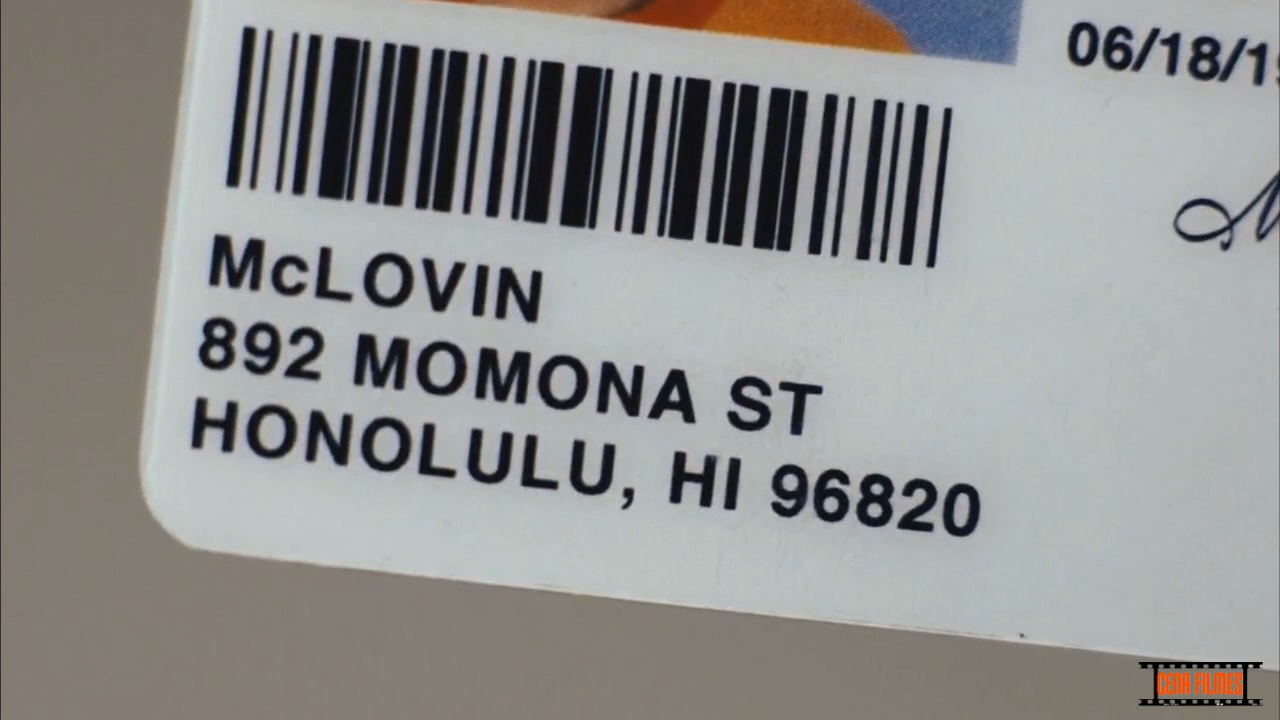 06/18/1
McLOVIN
892 MOMONA ST
HONOLULU, HI 96820
CENA FILMES